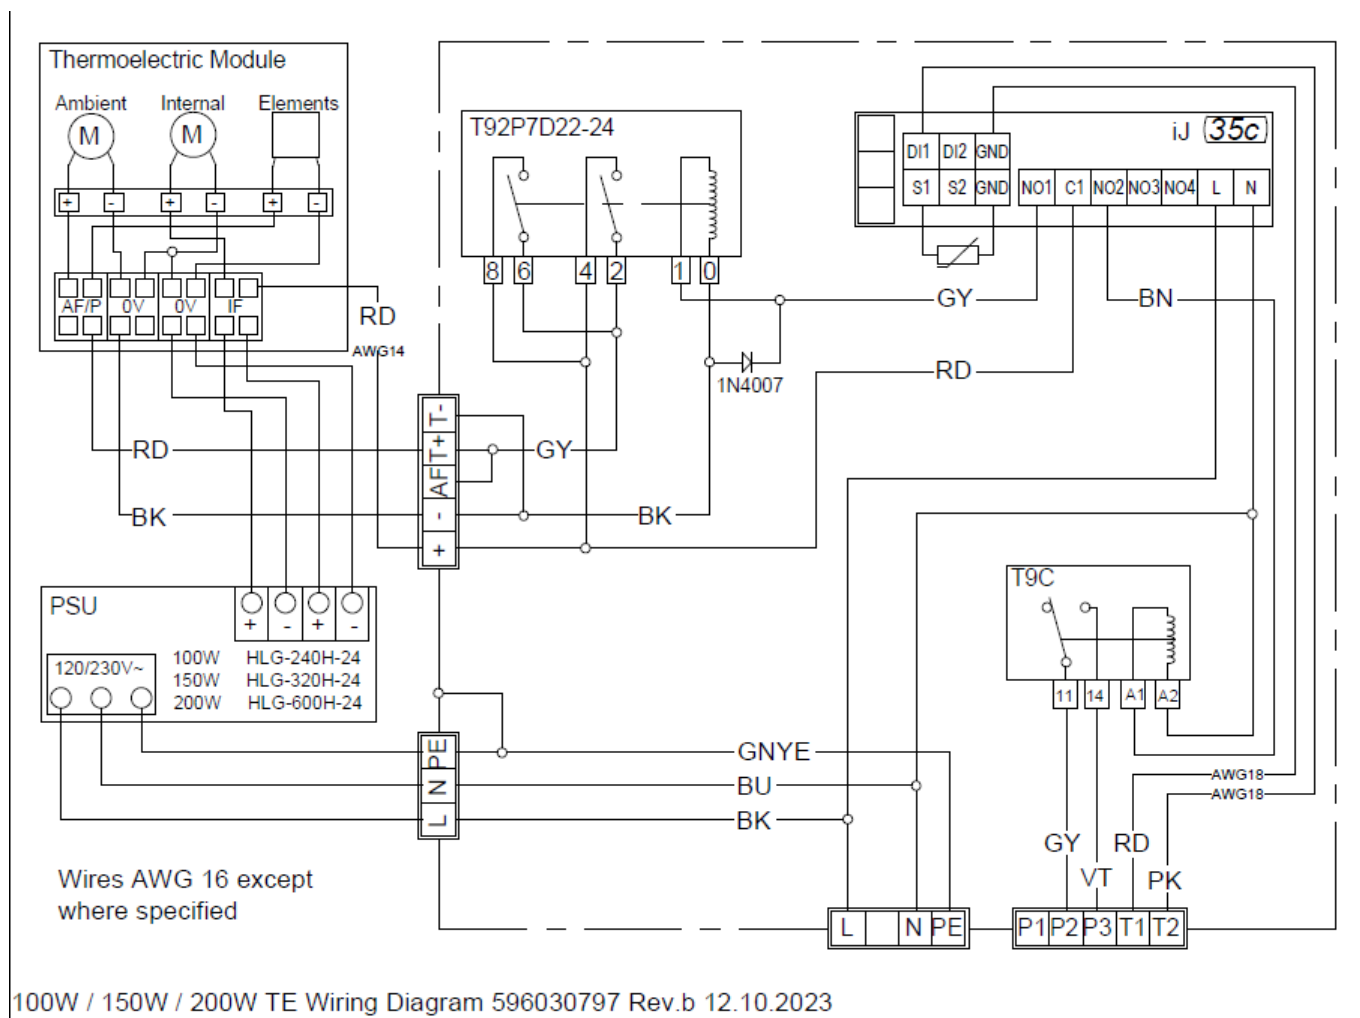 Thermoelectric Module
Ambient Internal Elements
M M
+ - + - + -
AF/P 0V 0V IF
RD
AWG14
T92P7D22-24
8 6 4 2 1 0
1N4007
iJ 35c
DI1 DI2 GND
S1 S2 GND NO1 C1 NO2 NO3 NO4 L N
GY BN
RD
T-
T+
AF
-
+
RD GY
BK BK
PSU
+ - + -
120/230V~
100W HLG-240H-24
150W HLG-320H-24
200W HLG-600H-24
T9C
11 14 A1 A2
PE
N
L
GNYE
BU
BK
AWG18
AWG18
GY RD
VT PK
Wires AWG 16 except
where specified
L N PE P1 P2 P3 T1 T2
100W / 150W / 200W TE Wiring Diagram 596030797 Rev.b 12.10.2023